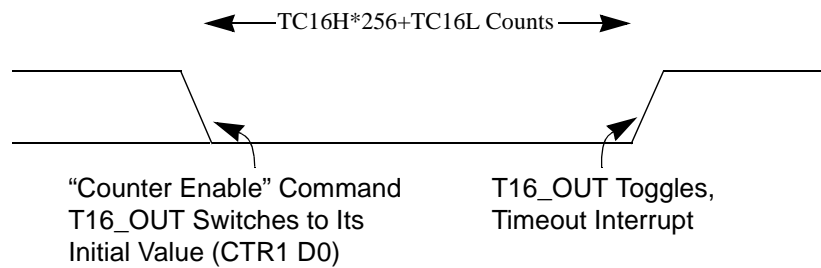 TC16H*256+TC16L Counts
“Counter Enable” Command
T16_OUT Switches to Its
Initial Value (CTR1 D0)
T16_OUT Toggles,
Timeout Interrupt